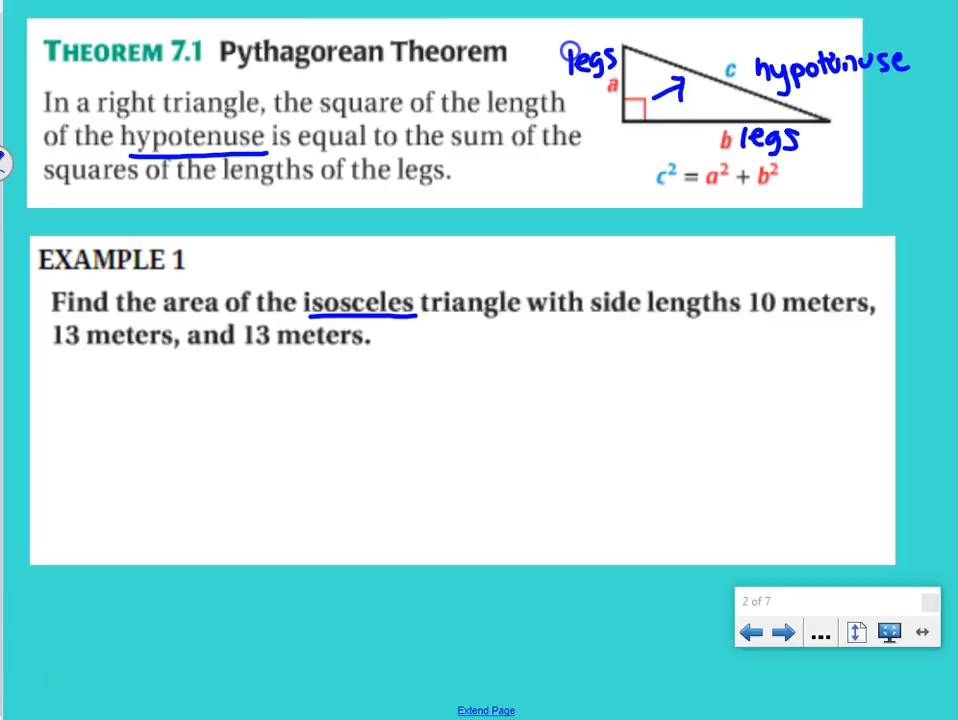 THEOREM 7.1 Pythagorean Theorem
In a right triangle, the square of the length
of the hypotenuse is equal to the sum of the
squares of the lengths of the legs.
legs
a
c hypotenuse
b legs
c² = a² + b²
EXAMPLE 1
Find the area of the isosceles triangle with side lengths 10 meters,
13 meters, and 13 meters.
2 of 7
...
Extend Page